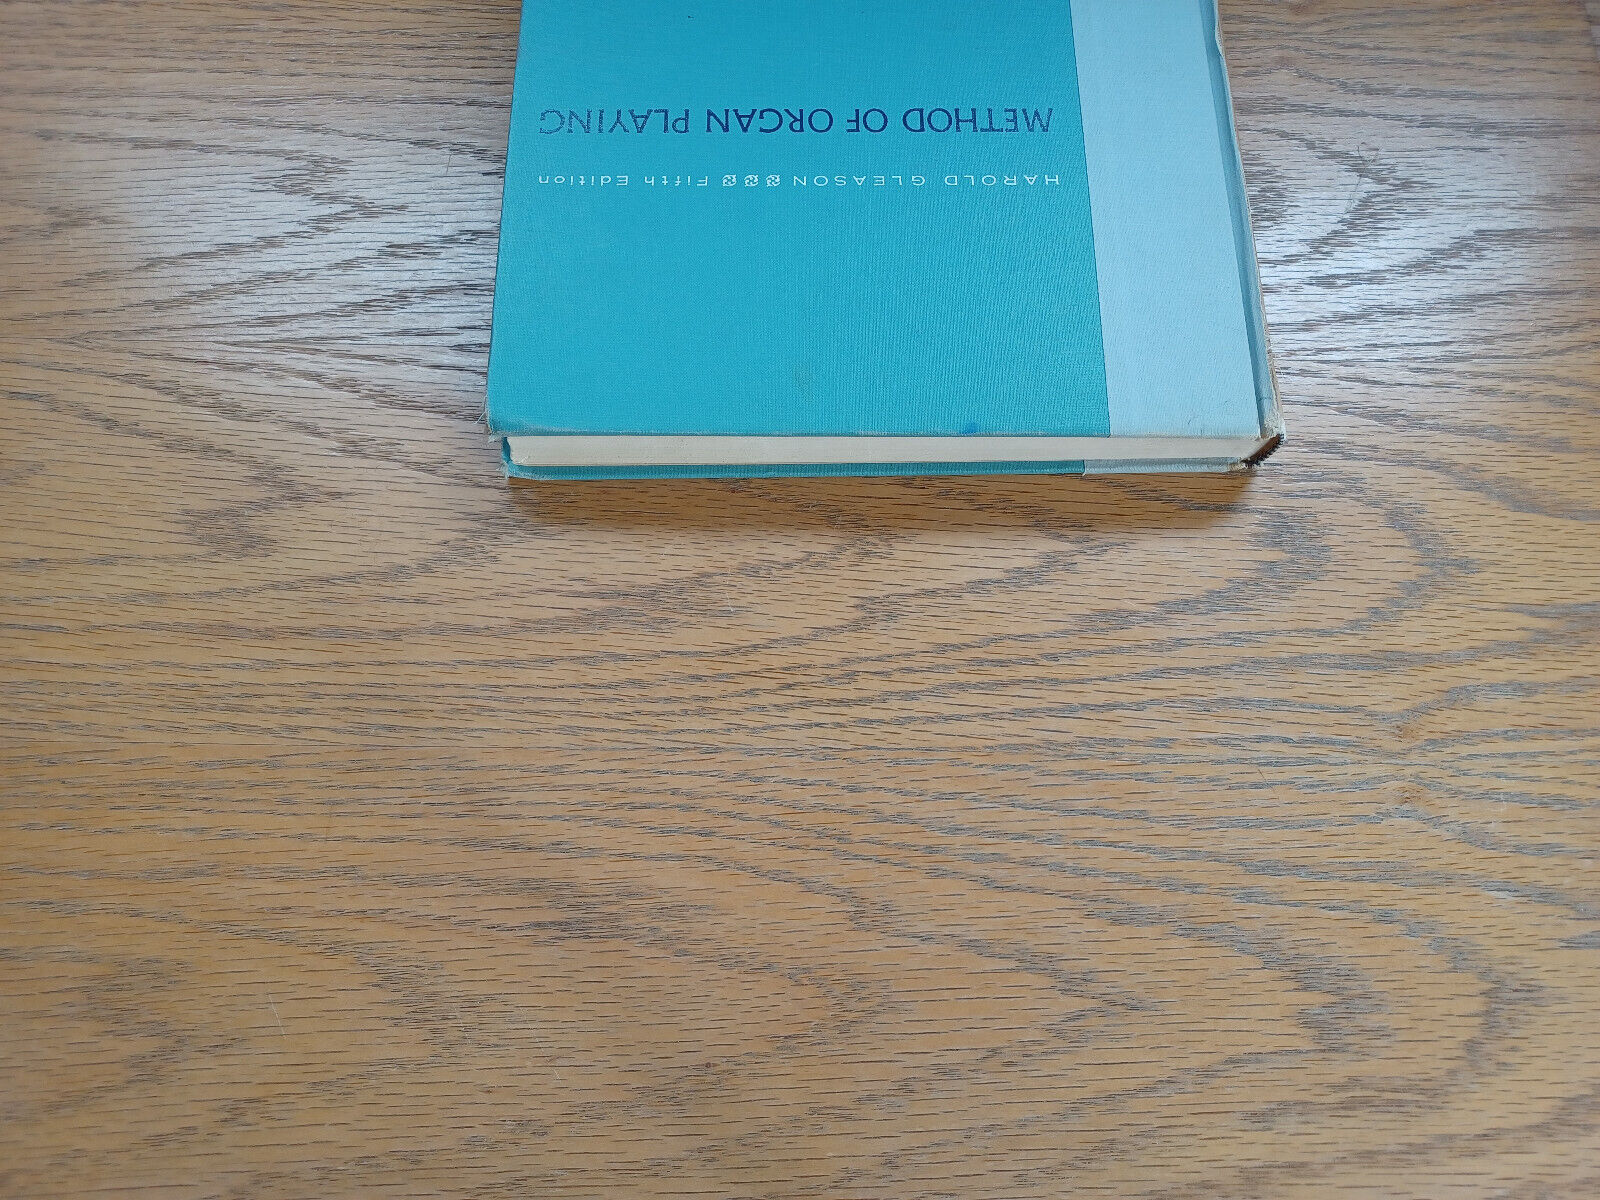 HAROLD GLEASON Fifth Edition
METHOD OF ORGAN PLAYING